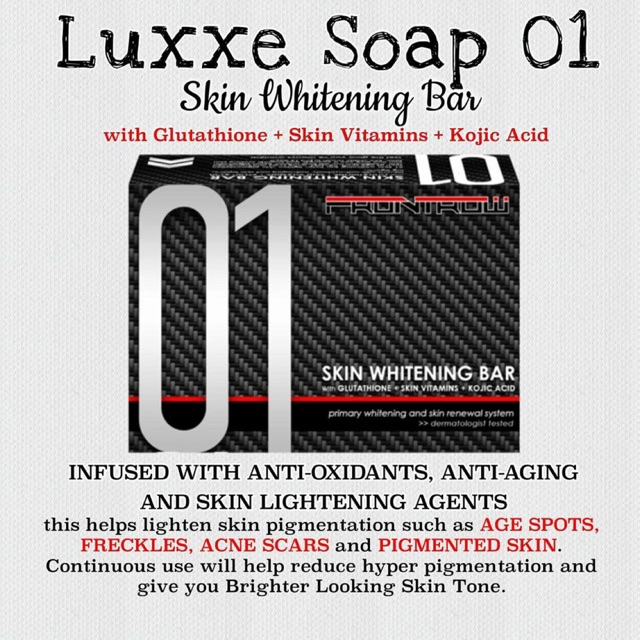 Luxxe Soap 01
Skin Whitening Bar
with Glutathione + Skin Vitamins + Kojic Acid
01
SKIN WHITENING BAR
01
FRONTROW
SKIN WHITENING BAR
with GLUTATHIONE + SKIN VITAMINS + KOJIC ACID
primary whitening and skin renewal system
>> dermatologist tested
INFUSED WITH ANTI-OXIDANTS, ANTI-AGING
AND SKIN LIGHTENING AGENTS
this helps lighten skin pigmentation such as AGE SPOTS,
FRECKLES, ACNE SCARS and PIGMENTED SKIN.
Continuous use will help reduce hyper pigmentation and
give you Brighter Looking Skin Tone.